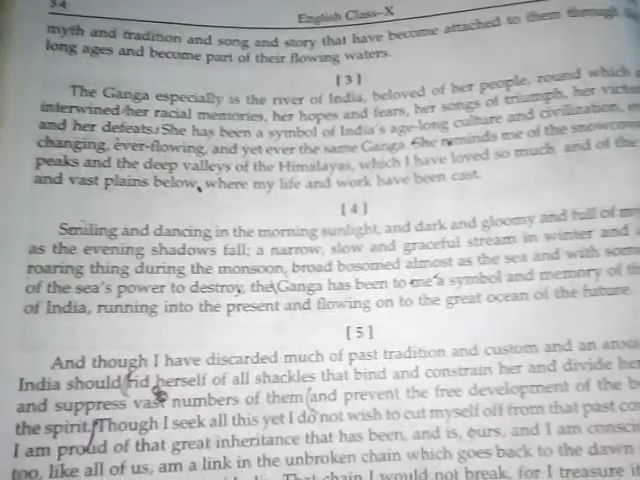 34
English Class-X
myth and tradition and song and story that have become attached to them through
long ages and become part of their flowing waters.
[ 3 ]
The Ganga especially is the river of India, beloved of her people, round which
interwined her racial memories, her hopes and fears, her songs of triumph, her
and her defeats. She has been a symbol of India's age-long culture and civilization,
changing, ever-flowing, and yet ever the same Ganga. She reminds me of the
peaks and the deep valleys of the Himalayas, which I have loved so much and of the
and vast plains below, where my life and work have been cast.
[ 4 ]
Smiling and dancing in the morning sunlight, and dark and gloomy and full of
as the evening shadows fall; a narrow, slow and graceful stream in winter and
roaring thing during the monsoon, broad bosomed almost as the sea and with
of the sea's power to destroy, the Ganga has been to me a symbol and memory of
of India, running into the present and flowing on to the great ocean of the future.
[ 5 ]
And though I have discarded much of past tradition and custom and an
India should rid herself of all shackles that bind and constrain her and divide her
and suppress vast numbers of them and prevent the free development of the
the spirit. Though I seek all this yet I do not wish to cut myself off from that past
I am proud of that great inheritance that has been, and is, ours, and I am
too, like all of us, am a link in the unbroken chain which goes back to the dawn
That chain I would not break, for I treasure